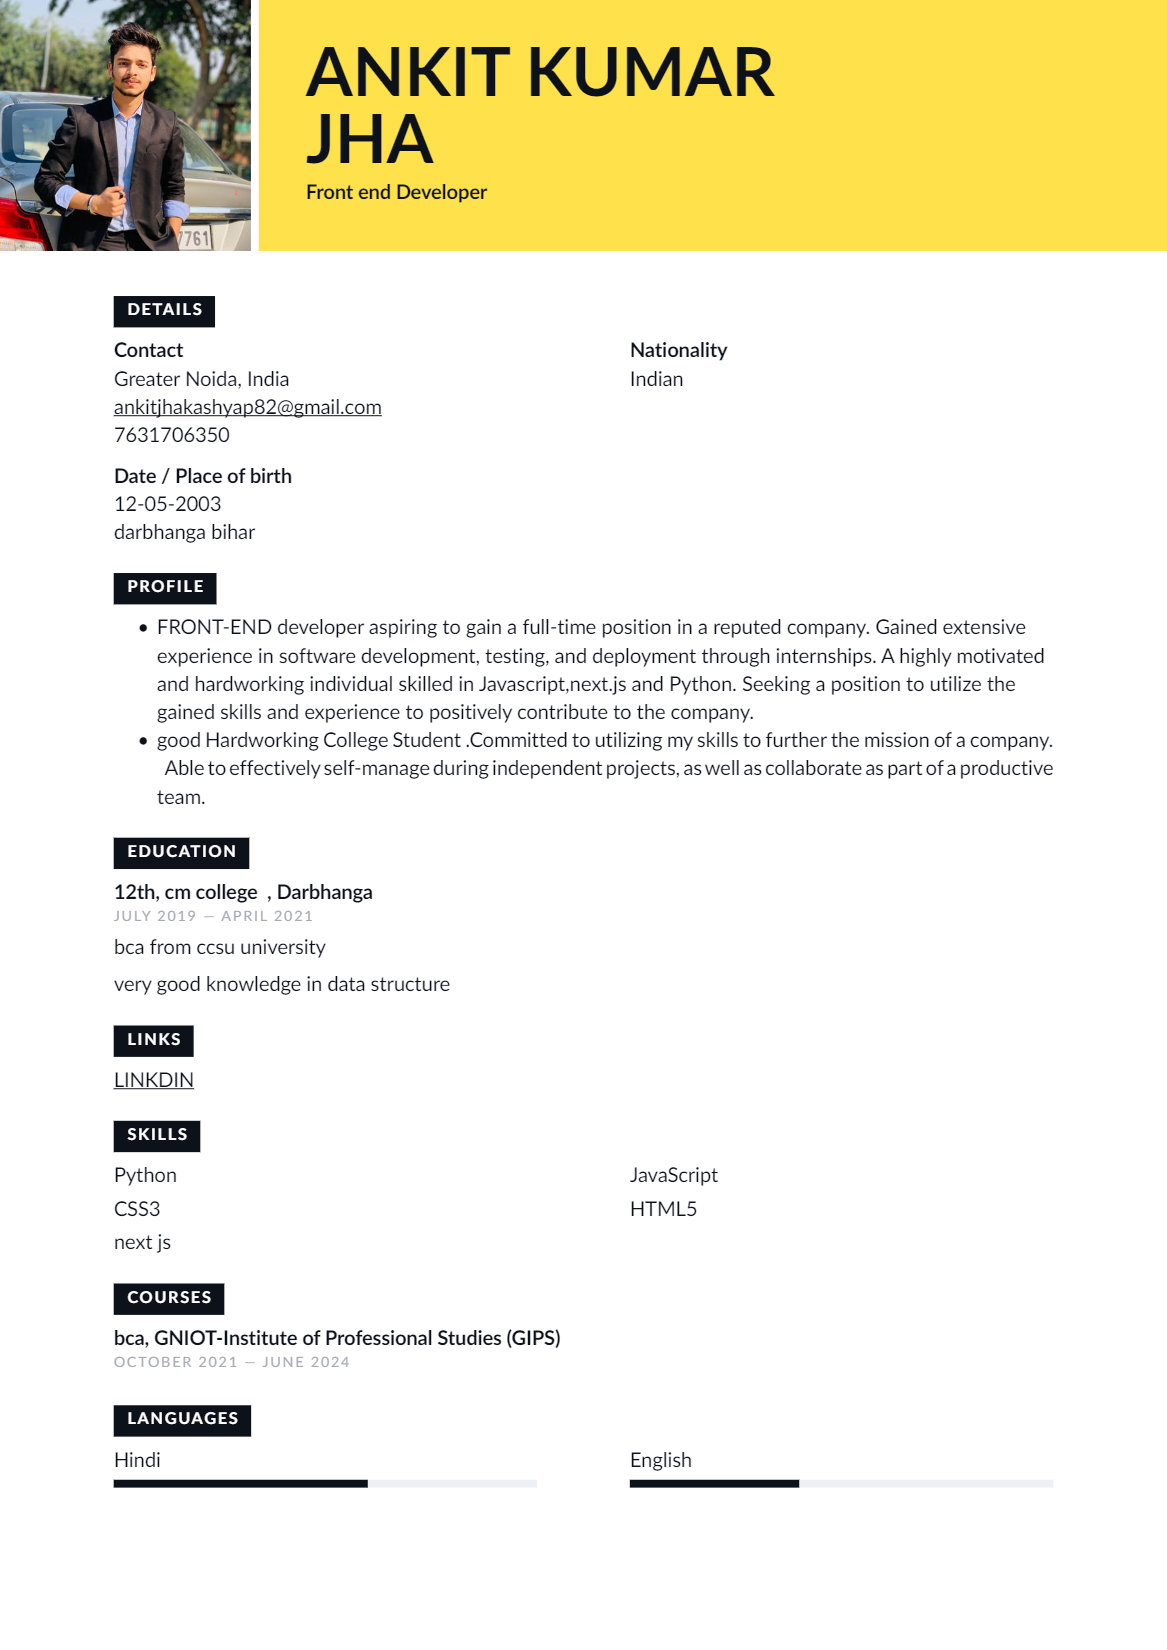 ANKIT KUMAR
JHA
Front end Developer
7761
DETAILS
Contact
Greater Noida, India
ankitjhakashyap82@gmail.com
7631706350
Nationality
Indian
Date / Place of birth
12-05-2003
darbhanga bihar
PROFILE
• FRONT-END developer aspiring to gain a full-time position in a reputed company. Gained extensive
experience in software development, testing, and deployment through internships. A highly motivated
and hardworking individual skilled in Javascript,next.js and Python. Seeking a position to utilize the
gained skills and experience to positively contribute to the company.
• good Hardworking College Student .Committed to utilizing my skills to further the mission of a company.
Able to effectively self-manage during independent projects, as well as collaborate as part of a productive
team.
EDUCATION
12th, cm college , Darbhanga
JULY 2019 — APRIL 2021
bca from ccsu university
very good knowledge in data structure
LINKS
LINKDIN
SKILLS
Python
JavaScript
CSS3
HTML5
next js
COURSES
bca, GNIOT-Institute of Professional Studies (GIPS)
OCTOBER 2021 — JUNE 2024
LANGUAGES
Hindi
English